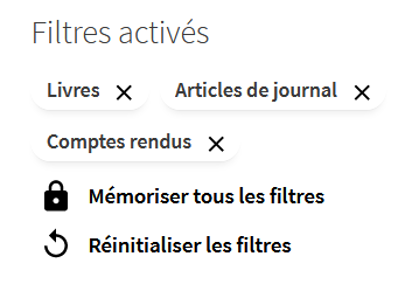 Filtres activés
Livres Articles de journal
Comptes rendus
Mémoriser tous les filtres
Réinitialiser les filtres